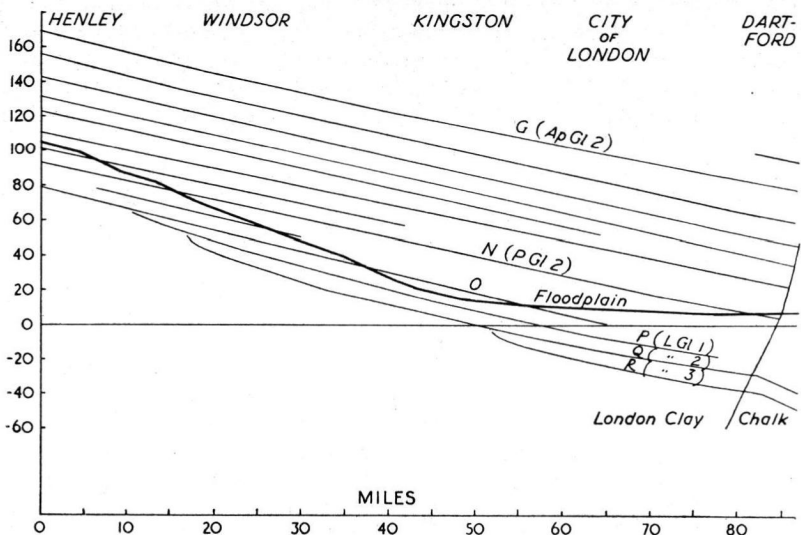 HENLEY WINDSOR KINGSTON CITY OF LONDON DART-FORD
160
140
120
100
80
60
40
20
0
-20
-40
-60
G (ApGl 2)
N (PGl 2)
O
Floodplain
P (LGl 1)
Q ( " 2)
R ( " 3)
London Clay Chalk
MILES
0 10 20 30 40 50 60 70 80